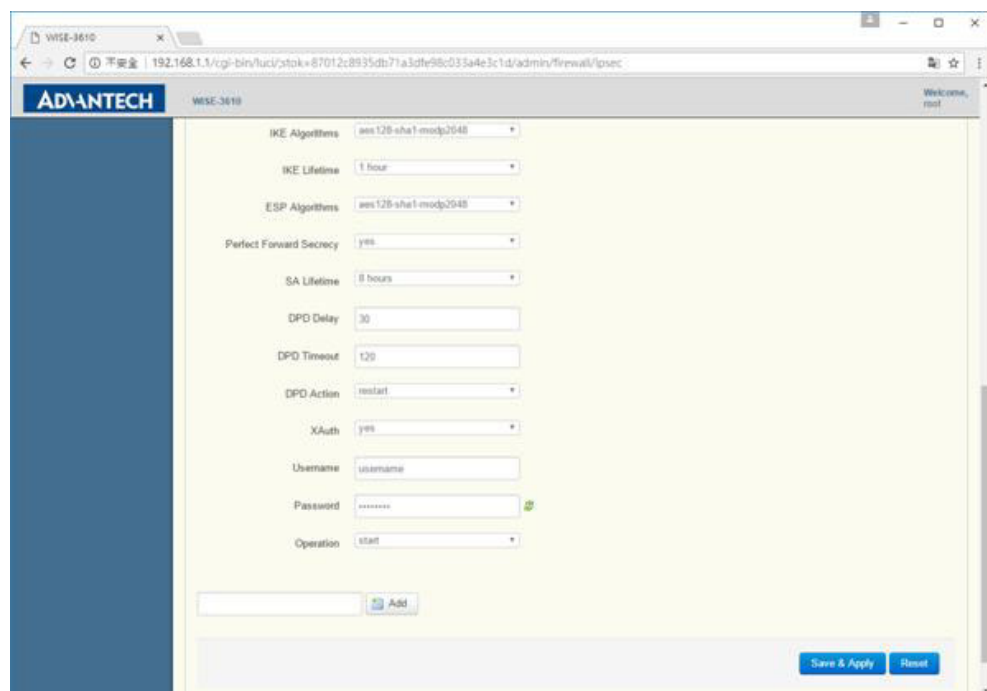 WISE-3610
不安全 192.168.1.1/cgi-bin/luci/;stok=87012c8935db71a3dfe98c033a4e3c1d/admin/firewall/ipsec
ADVANTECH WISE-3610 Welcome, root
IKE Algorithms aes128-sha1-modp2048
IKE Lifetime 1 hour
ESP Algorithms aes128-sha1-modp2048
Perfect Forward Secrecy yes
SA Lifetime 8 hours
DPD Delay 30
DPD Timeout 120
DPD Action restart
XAuth yes
Username username
Password ••••••••
Operation start
Add
Save & Apply Reset